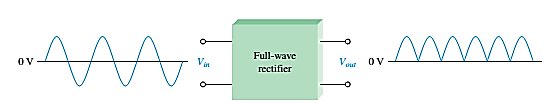 0 V
V_in
Full-wave
rectifier
V_out
0 V